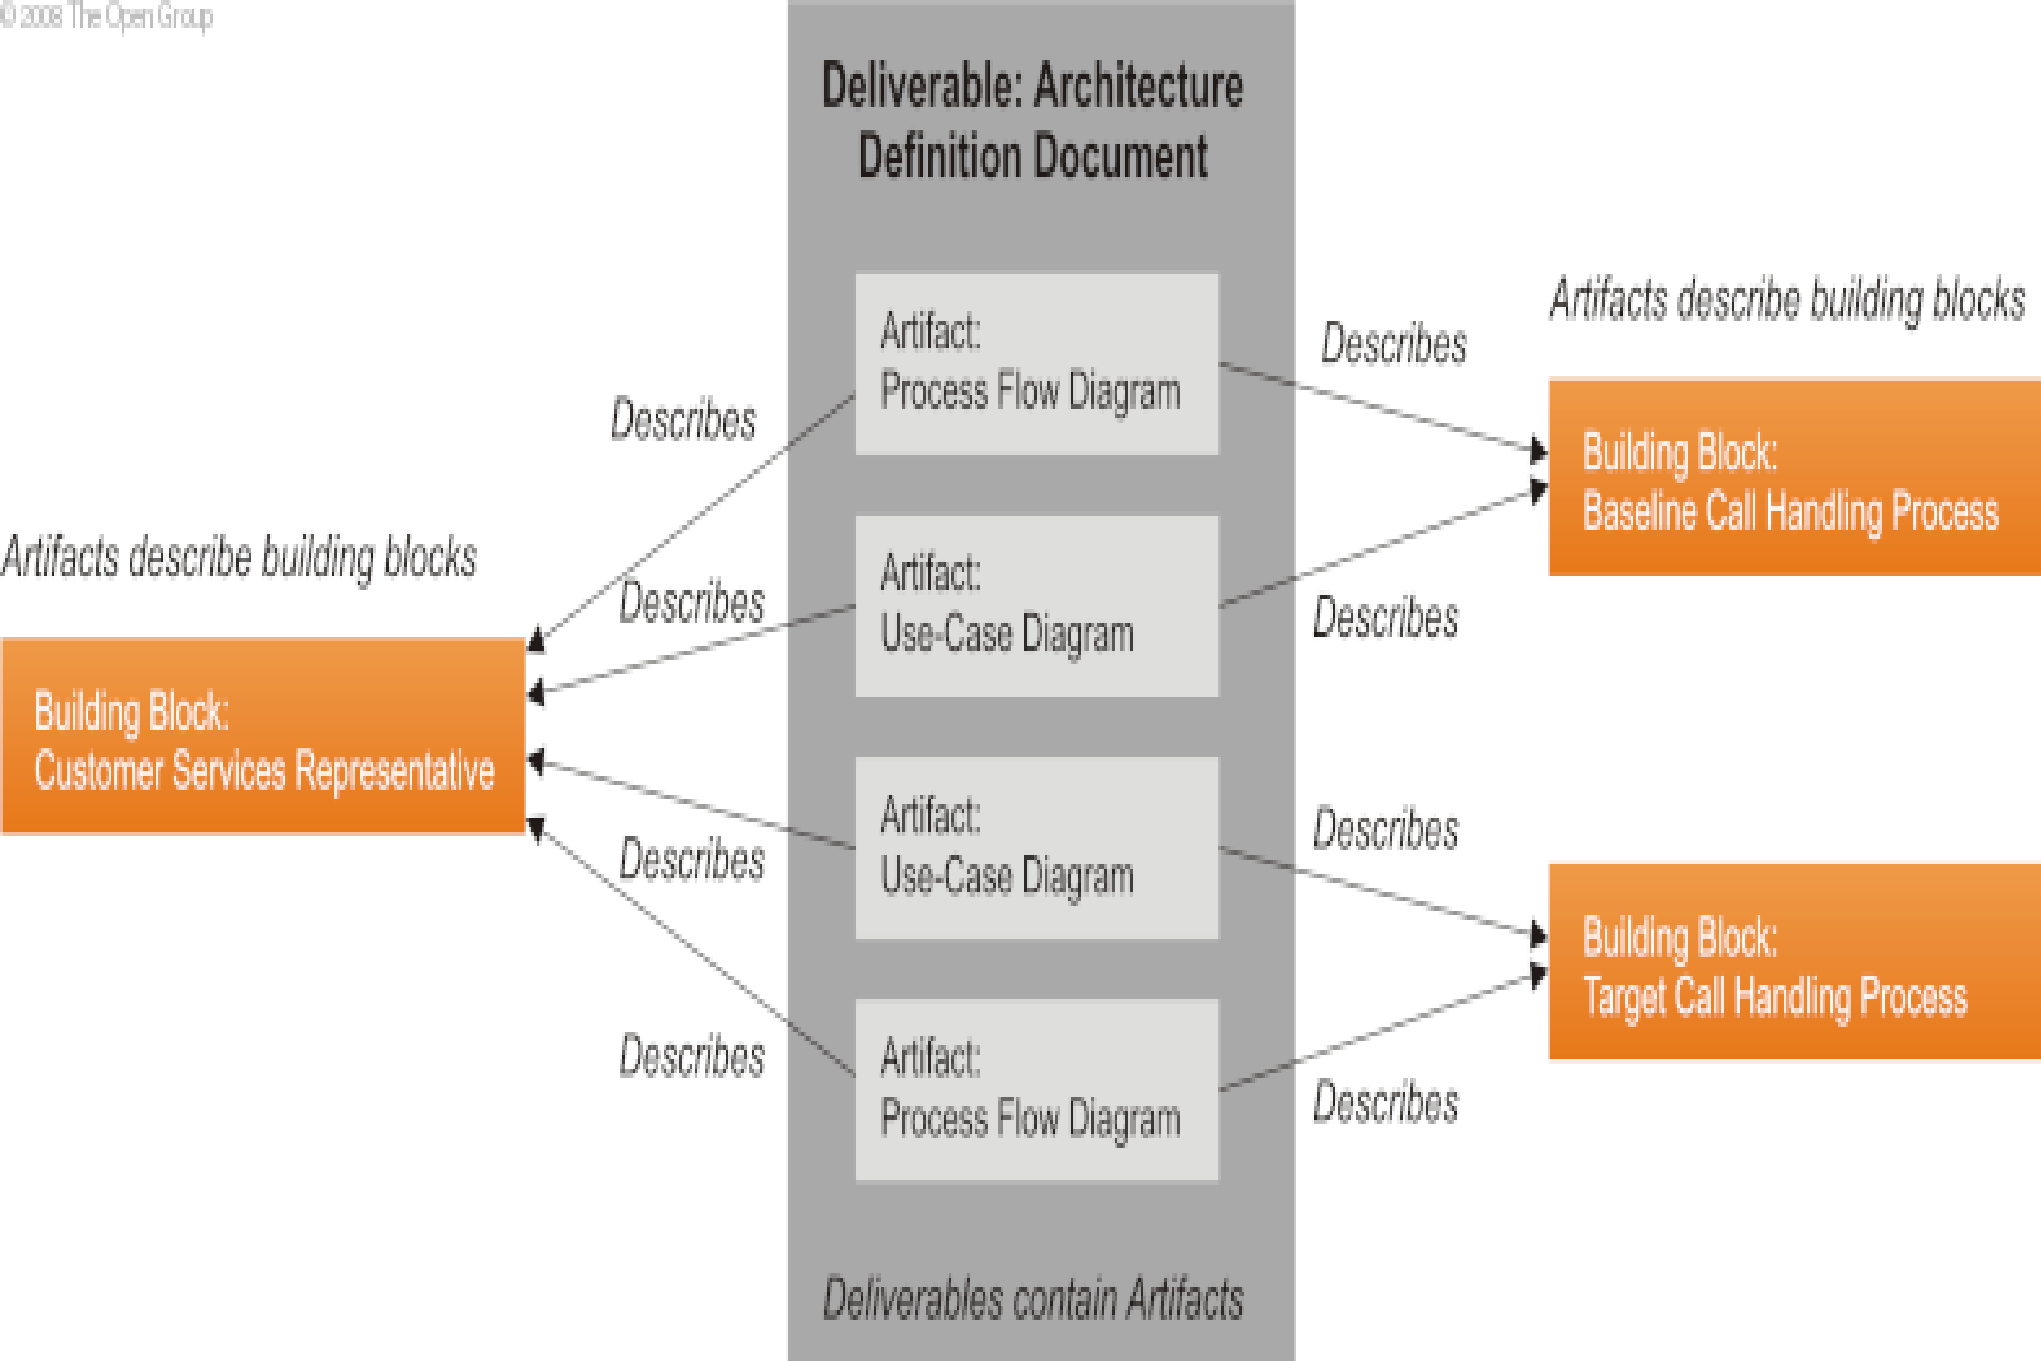 © 2008 The Open Group
Deliverable: Architecture
Definition Document
Artifact:
Process Flow Diagram
Artifact:
Use-Case Diagram
Artifact:
Use-Case Diagram
Artifact:
Process Flow Diagram
Deliverables contain Artifacts
Describes
Describes
Describes
Describes
Artifacts describe building blocks
Building Block:
Customer Services Representative
Describes
Describes
Describes
Describes
Artifacts describe building blocks
Building Block:
Baseline Call Handling Process
Building Block:
Target Call Handling Process